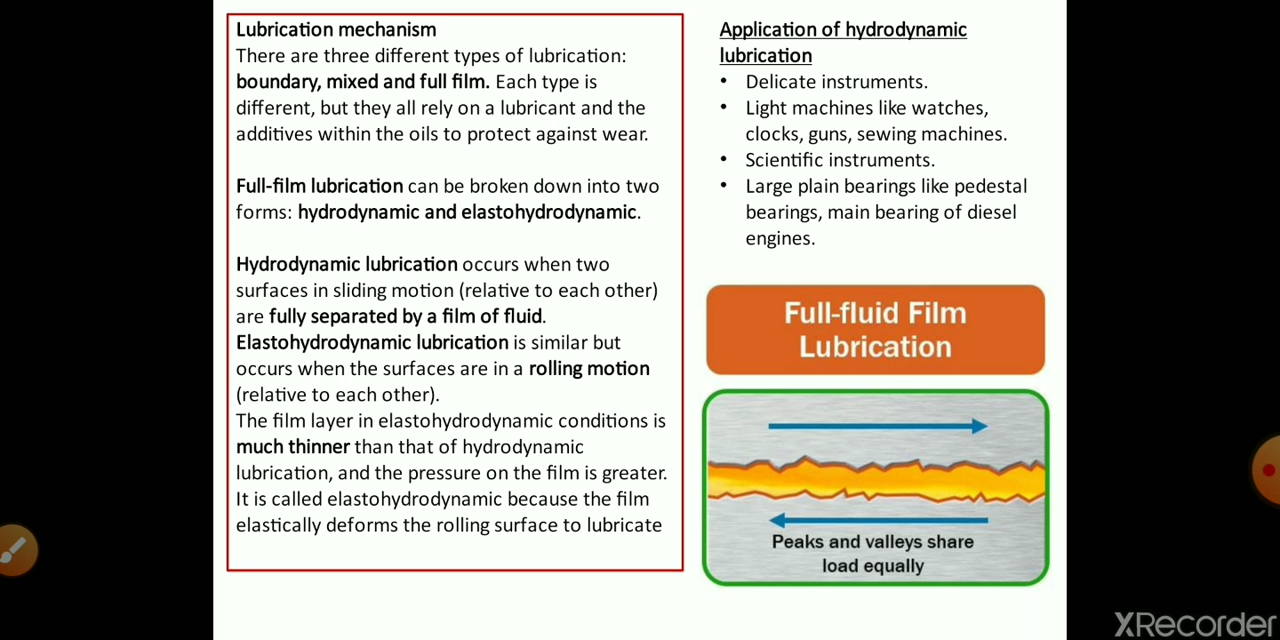 Lubrication mechanism
There are three different types of lubrication:
boundary, mixed and full film. Each type is
different, but they all rely on a lubricant and the
additives within the oils to protect against wear.
Full-film lubrication can be broken down into two
forms: hydrodynamic and elastohydrodynamic.
Hydrodynamic lubrication occurs when two
surfaces in sliding motion (relative to each other)
are fully separated by a film of fluid.
Elastohydrodynamic lubrication is similar but
occurs when the surfaces are in a rolling motion
(relative to each other).
The film layer in elastohydrodynamic conditions is
much thinner than that of hydrodynamic
lubrication, and the pressure on the film is greater.
It is called elastohydrodynamic because the film
elastically deforms the rolling surface to lubricate
Application of hydrodynamic
lubrication
• Delicate instruments.
• Light machines like watches,
clocks, guns, sewing machines.
• Scientific instruments.
• Large plain bearings like pedestal
bearings, main bearing of diesel
engines.
Full-fluid Film
Lubrication
Peaks and valleys share
load equally
XRecorder